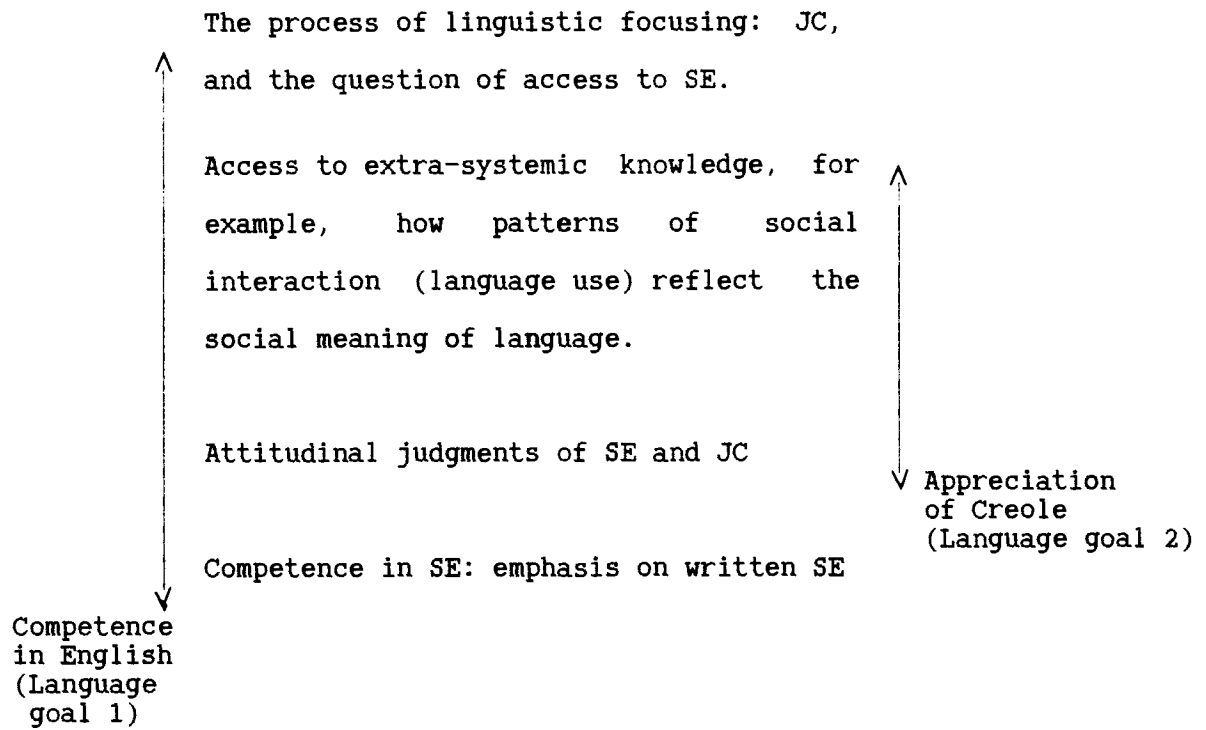 The process of linguistic focusing: JC,
and the question of access to SE.
Access to extra-systemic knowledge, for
example, how patterns of social
interaction (language use) reflect the
social meaning of language.
Attitudinal judgments of SE and JC
Appreciation
of Creole
(Language goal 2)
Competence in SE: emphasis on written SE
Competence
in English
(Language
goal 1)